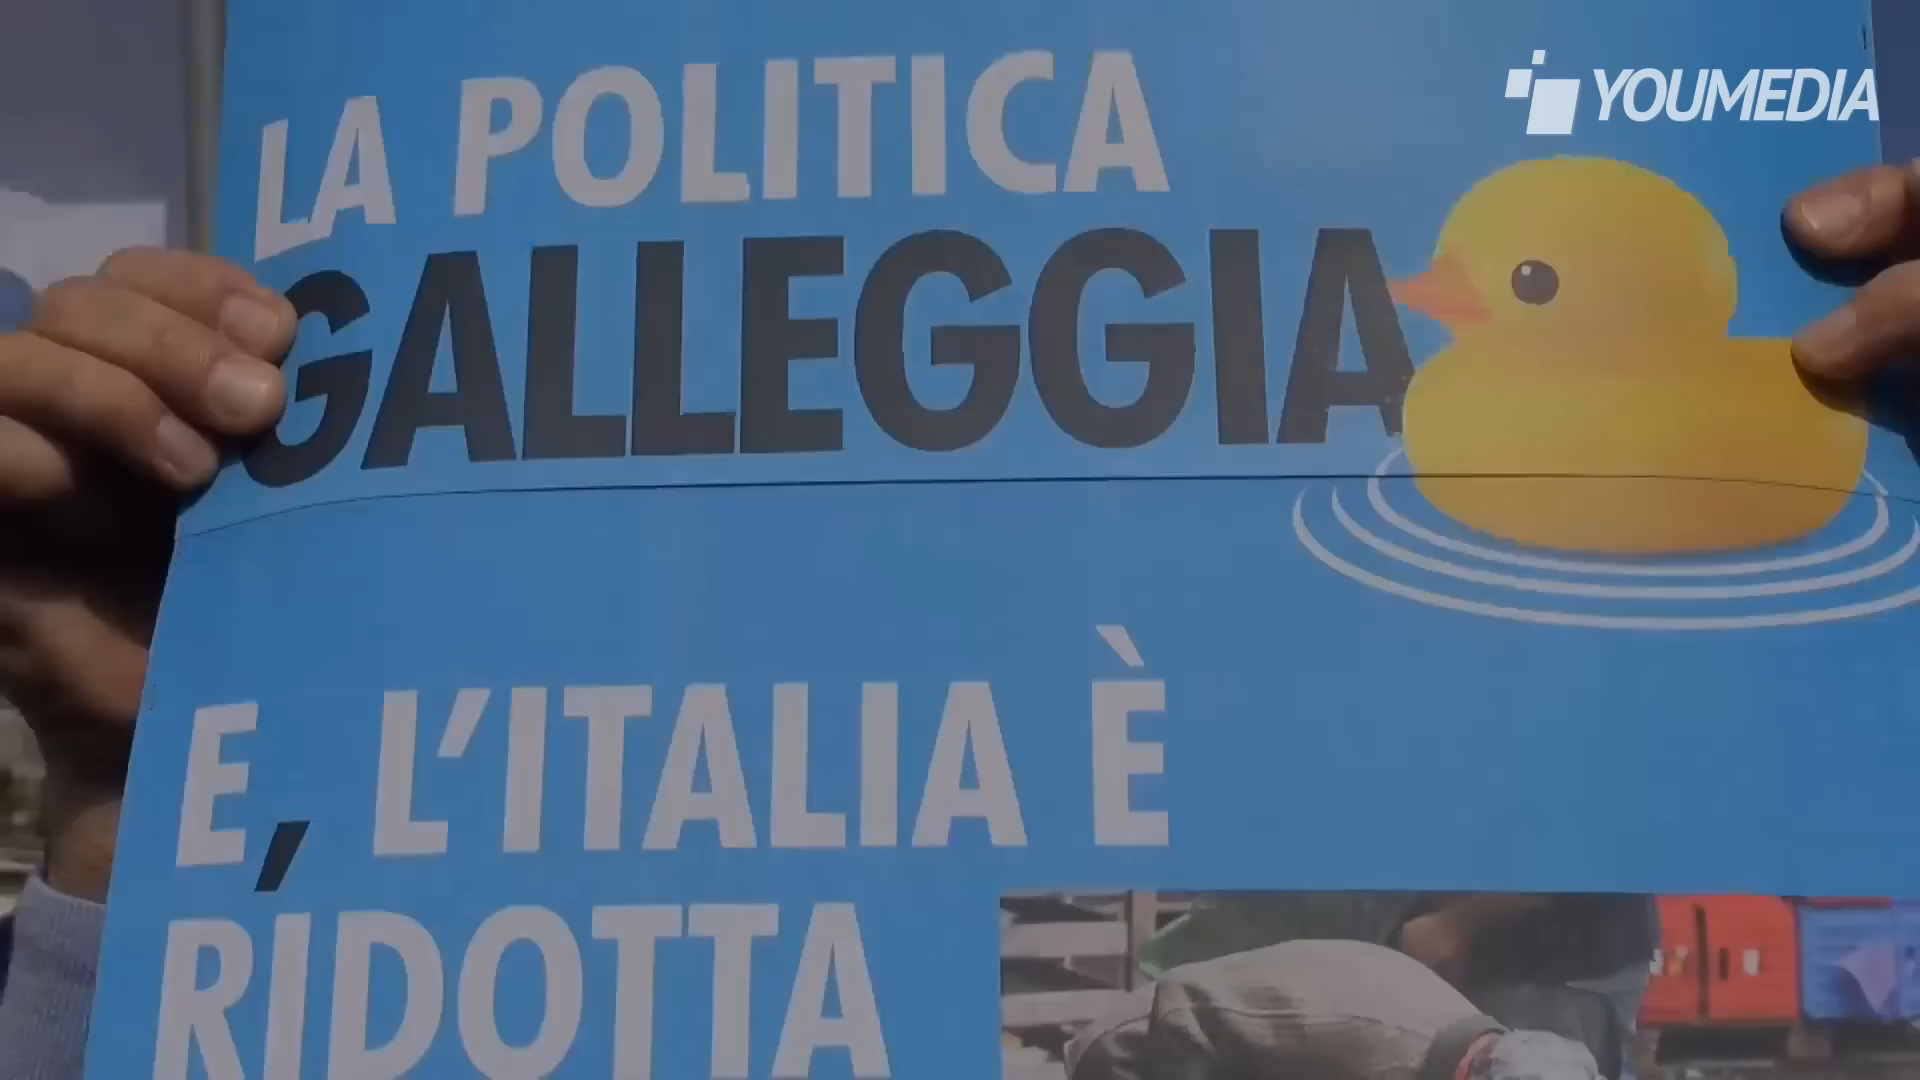 YOUMEDIA
LA POLITICA
GALLEGGIA
E, L'ITALIA È
RIDOTTA